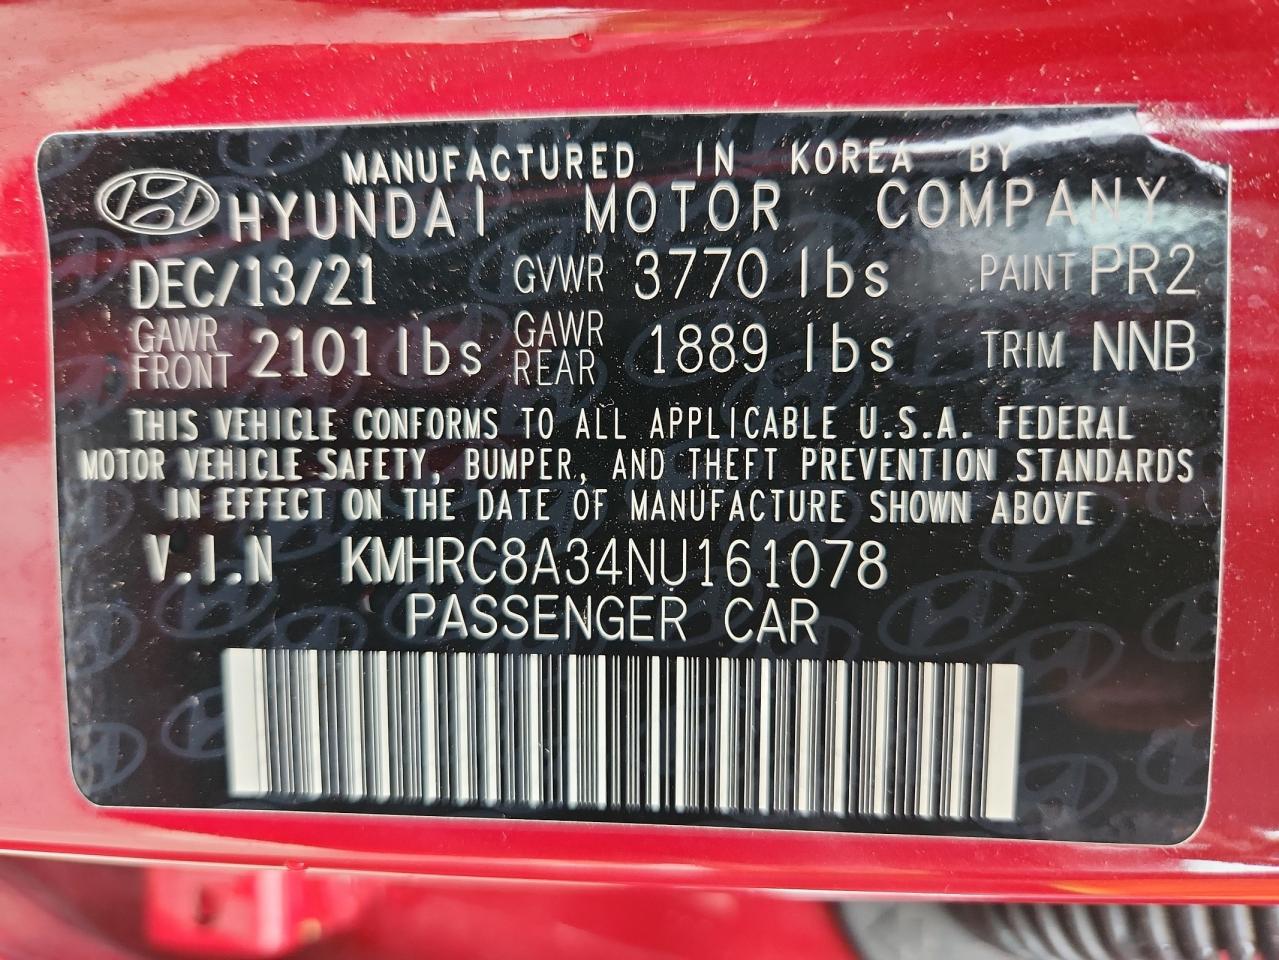 MANUFACTURED IN KOREA BY
HYUNDAI MOTOR COMPANY
DEC/13/21 GVWR 3770 lbs PAINT PR2
GAWR FRONT 2101 lbs GAWR REAR 1889 lbs TRIM NNB
THIS VEHICLE CONFORMS TO ALL APPLICABLE U.S.A. FEDERAL
MOTOR VEHICLE SAFETY, BUMPER, AND THEFT PREVENTION STANDARDS
IN EFFECT ON THE DATE OF MANUFACTURE SHOWN ABOVE
V.I.N KMHRC8A34NU161078
PASSENGER CAR